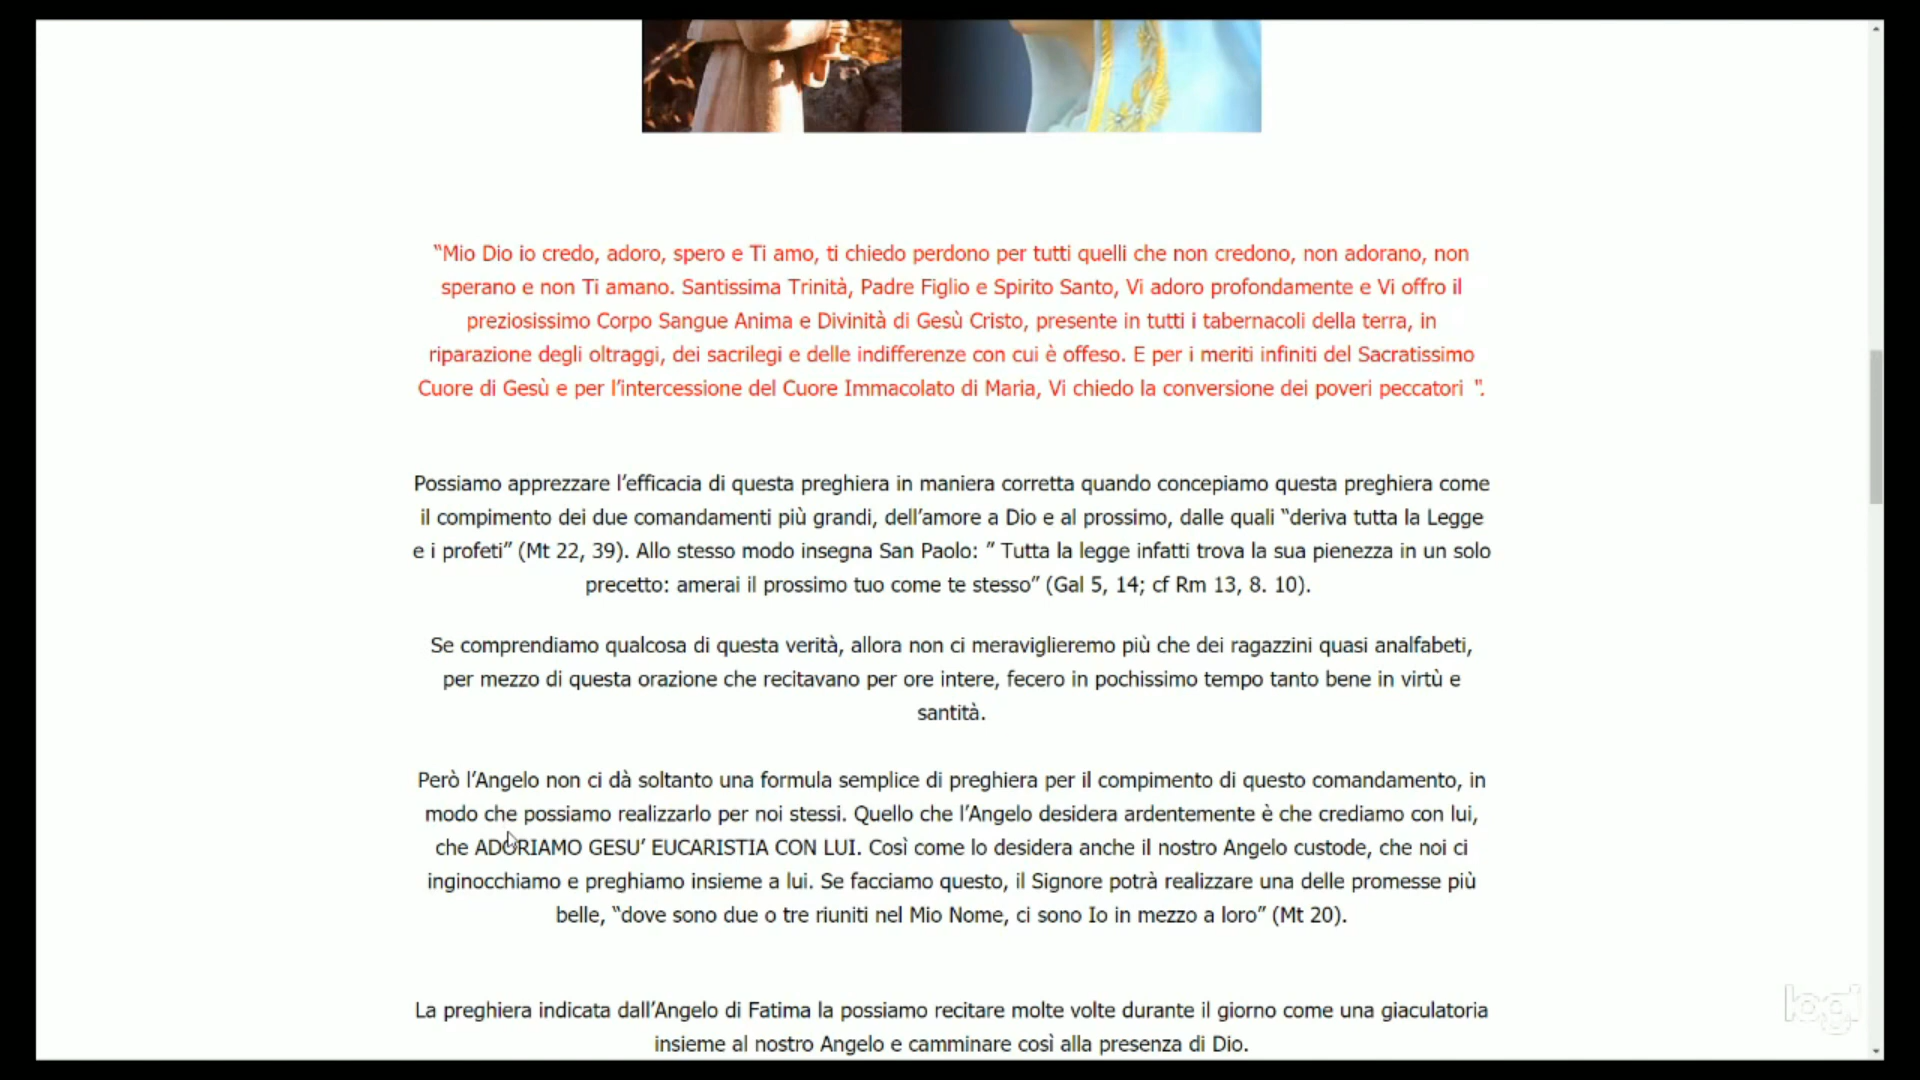 “Mio Dio io credo, adoro, spero e Ti amo, ti chiedo perdono per tutti quelli che non credono, non adorano, non
sperano e non Ti amano. Santissima Trinità, Padre Figlio e Spirito Santo, Vi adoro profondamente e Vi offro il
preziosissimo Corpo Sangue Anima e Divinità di Gesù Cristo, presente in tutti i tabernacoli della terra, in
riparazione degli oltraggi, dei sacrilegi e delle indifferenze con cui è offeso. E per i meriti infiniti del Sacratissimo
Cuore di Gesù e per l’intercessione del Cuore Immacolato di Maria, Vi chiedo la conversione dei poveri peccatori ".
Possiamo apprezzare l’efficacia di questa preghiera in maniera corretta quando concepiamo questa preghiera come
il compimento dei due comandamenti più grandi, dell’amore a Dio e al prossimo, dalle quali “deriva tutta la Legge
e i profeti” (Mt 22, 39). Allo stesso modo insegna San Paolo: ” Tutta la legge infatti trova la sua pienezza in un solo
precetto: amerai il prossimo tuo come te stesso” (Gal 5, 14; cf Rm 13, 8. 10).
Se comprendiamo qualcosa di questa verità, allora non ci meraviglieremo più che dei ragazzini quasi analfabeti,
per mezzo di questa orazione che recitavano per ore intere, fecero in pochissimo tempo tanto bene in virtù e
santità.
Però l’Angelo non ci dà soltanto una formula semplice di preghiera per il compimento di questo comandamento, in
modo che possiamo realizzarlo per noi stessi. Quello che l’Angelo desidera ardentemente è che crediamo con lui,
che ADORIAMO GESU’ EUCARISTIA CON LUI. Così come lo desidera anche il nostro Angelo custode, che noi ci
inginocchiamo e preghiamo insieme a lui. Se facciamo questo, il Signore potrà realizzare una delle promesse più
belle, “dove sono due o tre riuniti nel Mio Nome, ci sono Io in mezzo a loro” (Mt 20).
La preghiera indicata dall’Angelo di Fatima la possiamo recitare molte volte durante il giorno come una giaculatoria
insieme al nostro Angelo e camminare così alla presenza di Dio.
logi